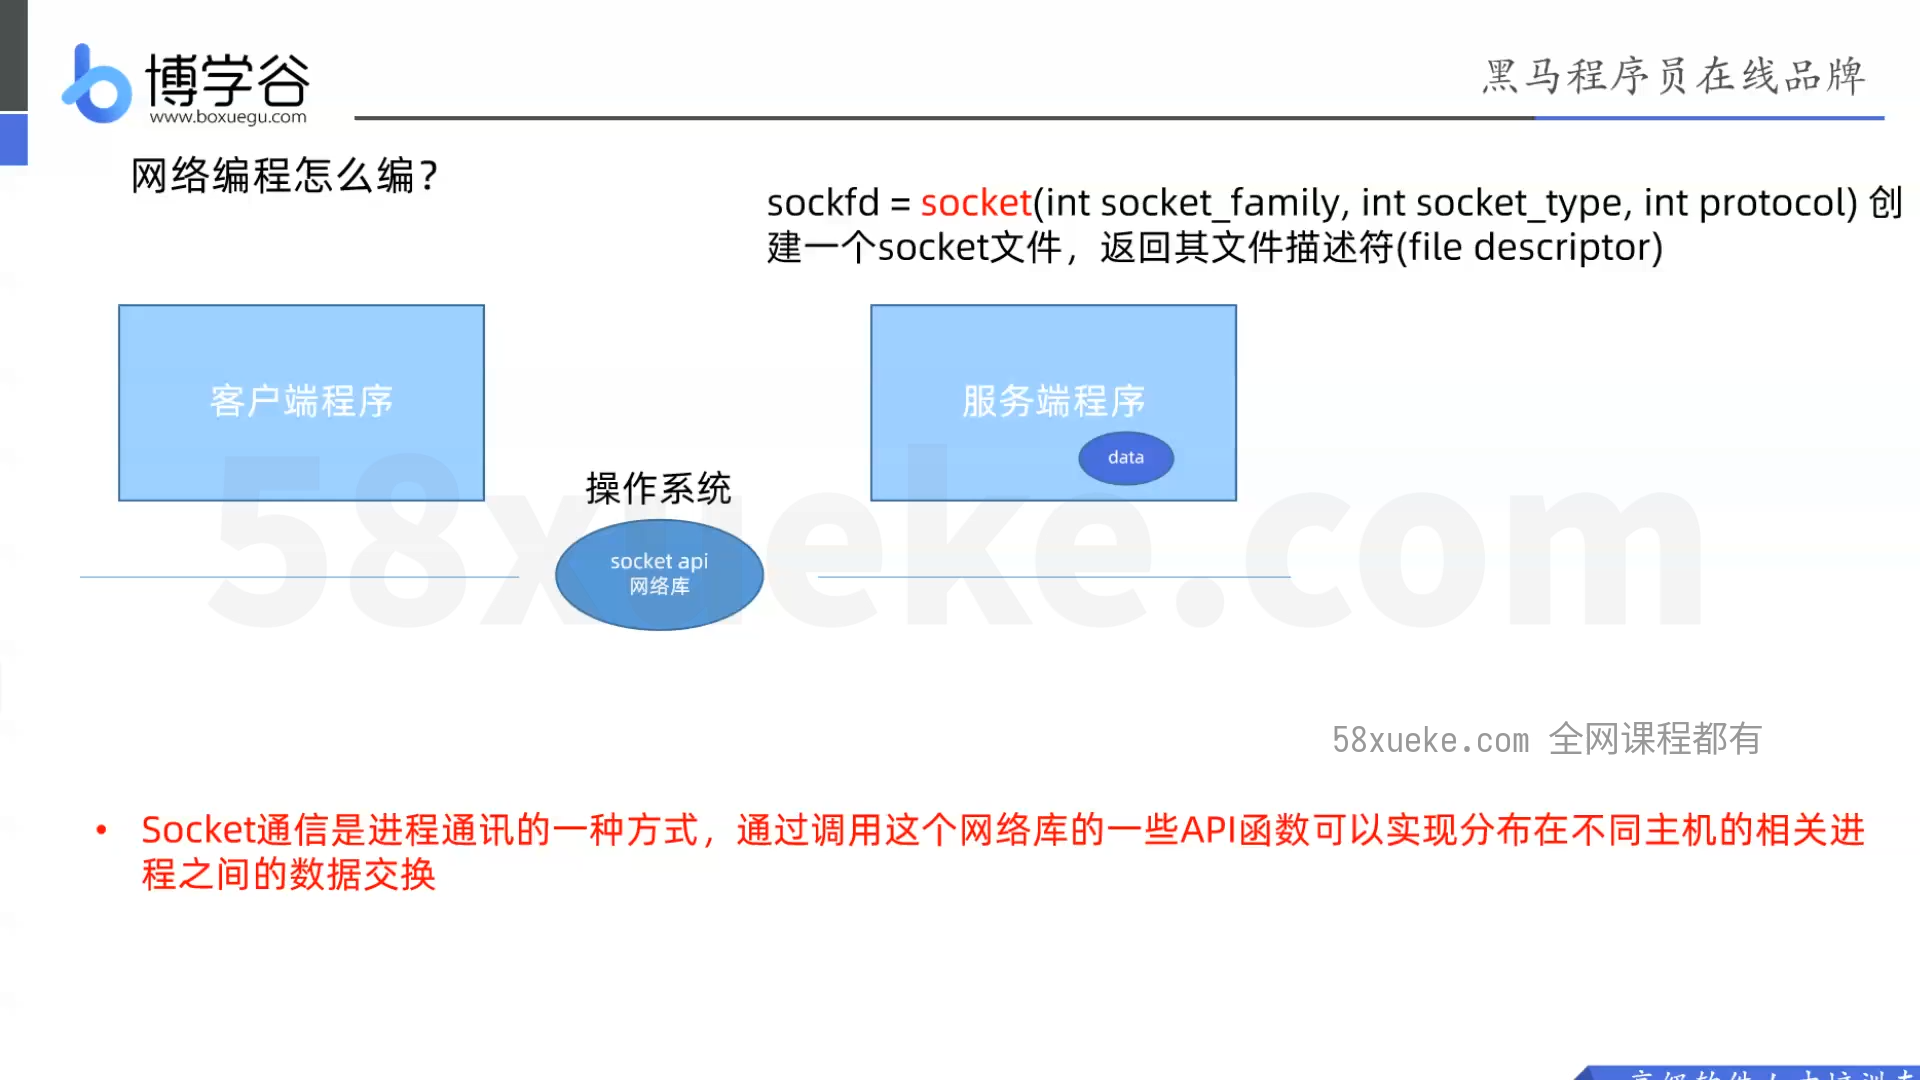 博学谷
www.boxuegu.com
黑马程序员在线品牌
网络编程怎么编？
sockfd = socket(int socket_family, int socket_type, int protocol) 创
建一个socket文件，返回其文件描述符(file descriptor)
客户端程序
服务端程序
data
操作系统
socket api
网络库
58xueke.com
58xueke.com 全网课程都有
• Socket通信是进程通讯的一种方式，通过调用这个网络库的一些API函数可以实现分布在不同主机的相关进
程之间的数据交换